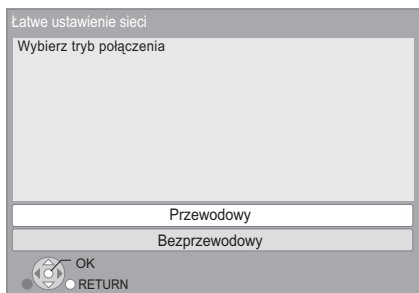 Łatwe ustawienie sieci
Wybierz tryb połączenia
Przewodowy
Bezprzewodowy
OK
RETURN